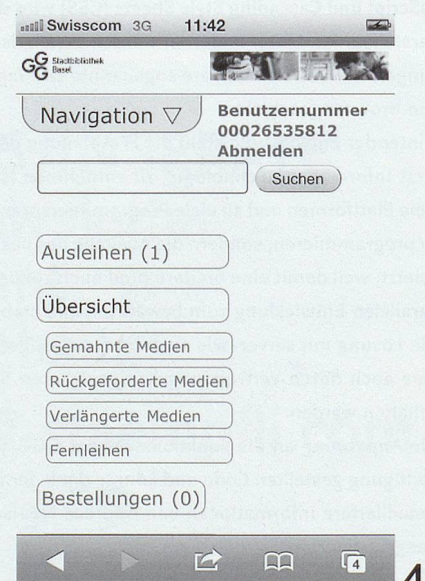 Swisscom 3G 11:42
GGG Stadtbibliothek
Basel
Navigation ▽
Benutzernummer
00026535812
Abmelden
Suchen
Ausleihen (1)
Übersicht
Gemahnte Medien
Rückgeforderte Medien
Verlängerte Medien
Fernleihen
Bestellungen (0)
4
4